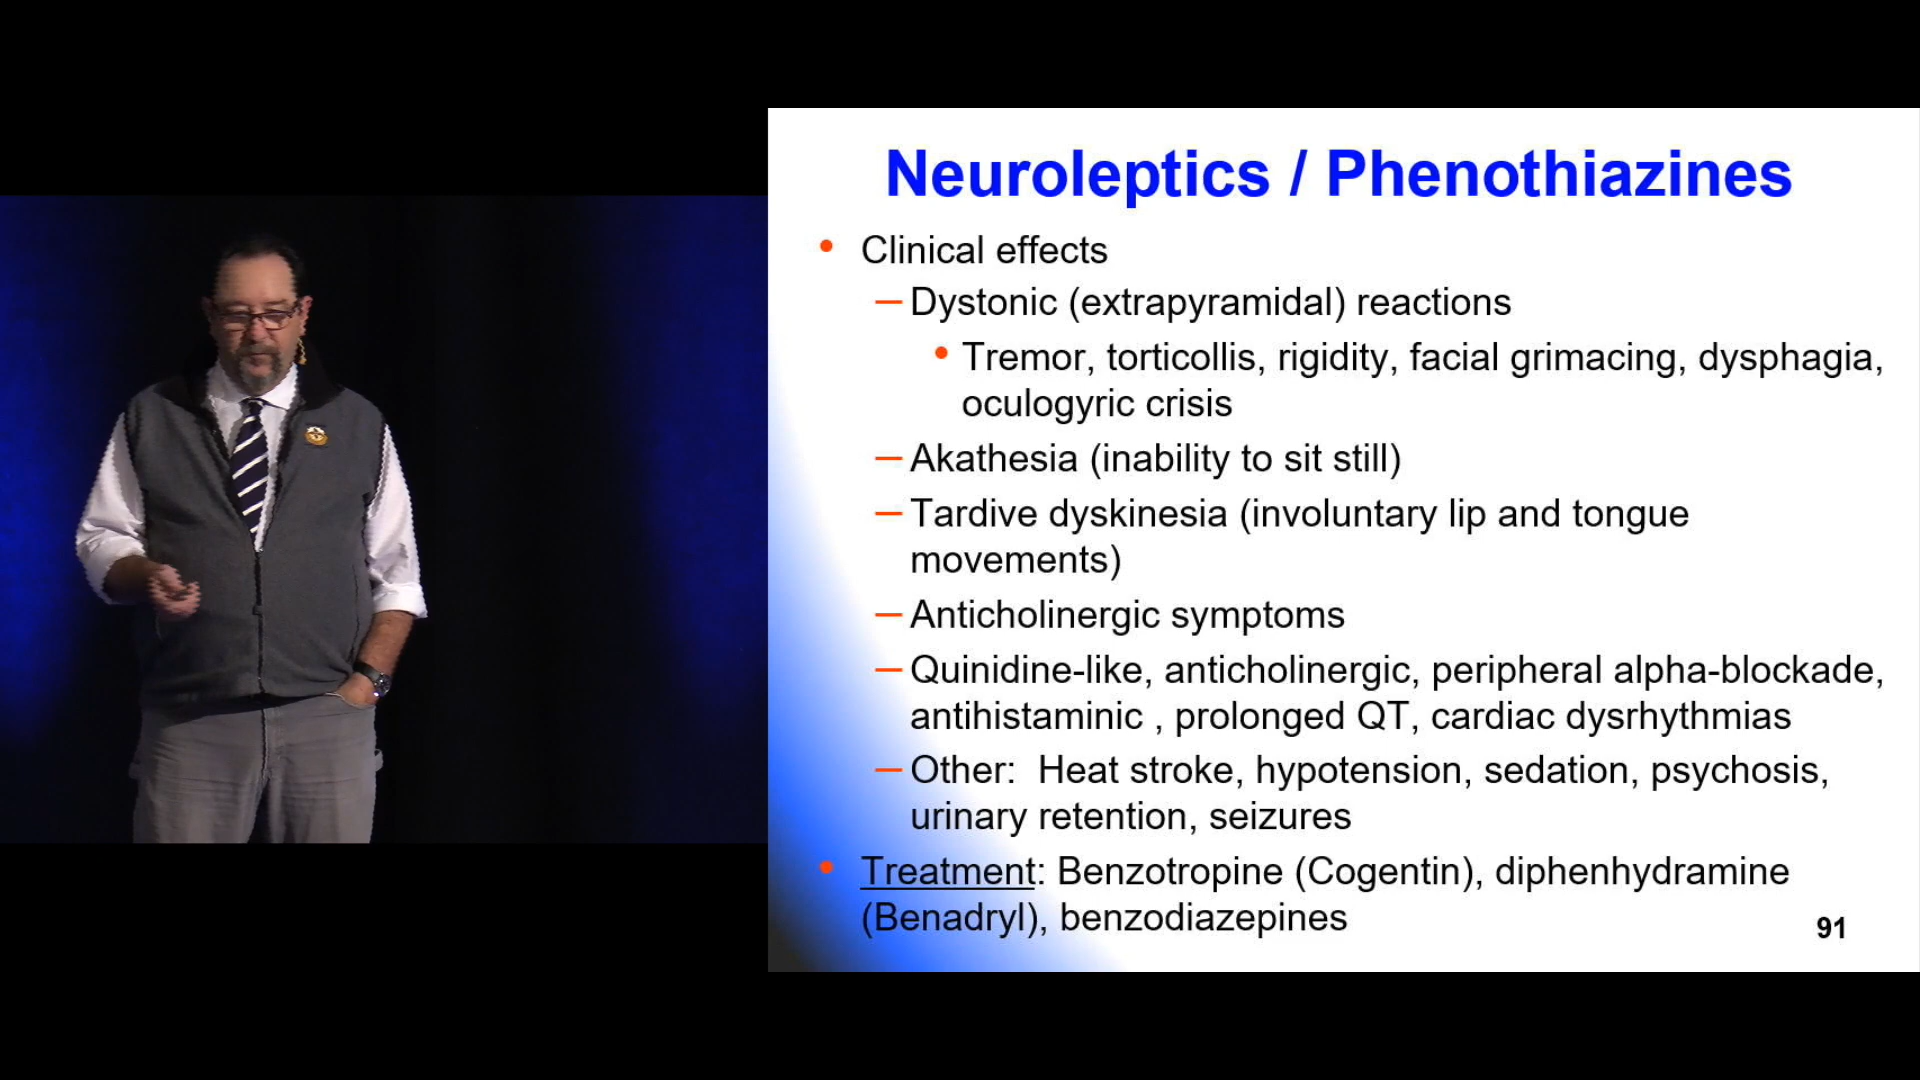 Neuroleptics / Phenothiazines
• Clinical effects
– Dystonic (extrapyramidal) reactions
• Tremor, torticollis, rigidity, facial grimacing, dysphagia,
oculogyric crisis
– Akathesia (inability to sit still)
– Tardive dyskinesia (involuntary lip and tongue
movements)
– Anticholinergic symptoms
– Quinidine-like, anticholinergic, peripheral alpha-blockade,
antihistaminic , prolonged QT, cardiac dysrhythmias
– Other:  Heat stroke, hypotension, sedation, psychosis,
urinary retention, seizures
• Treatment: Benzotropine (Cogentin), diphenhydramine
(Benadryl), benzodiazepines
91